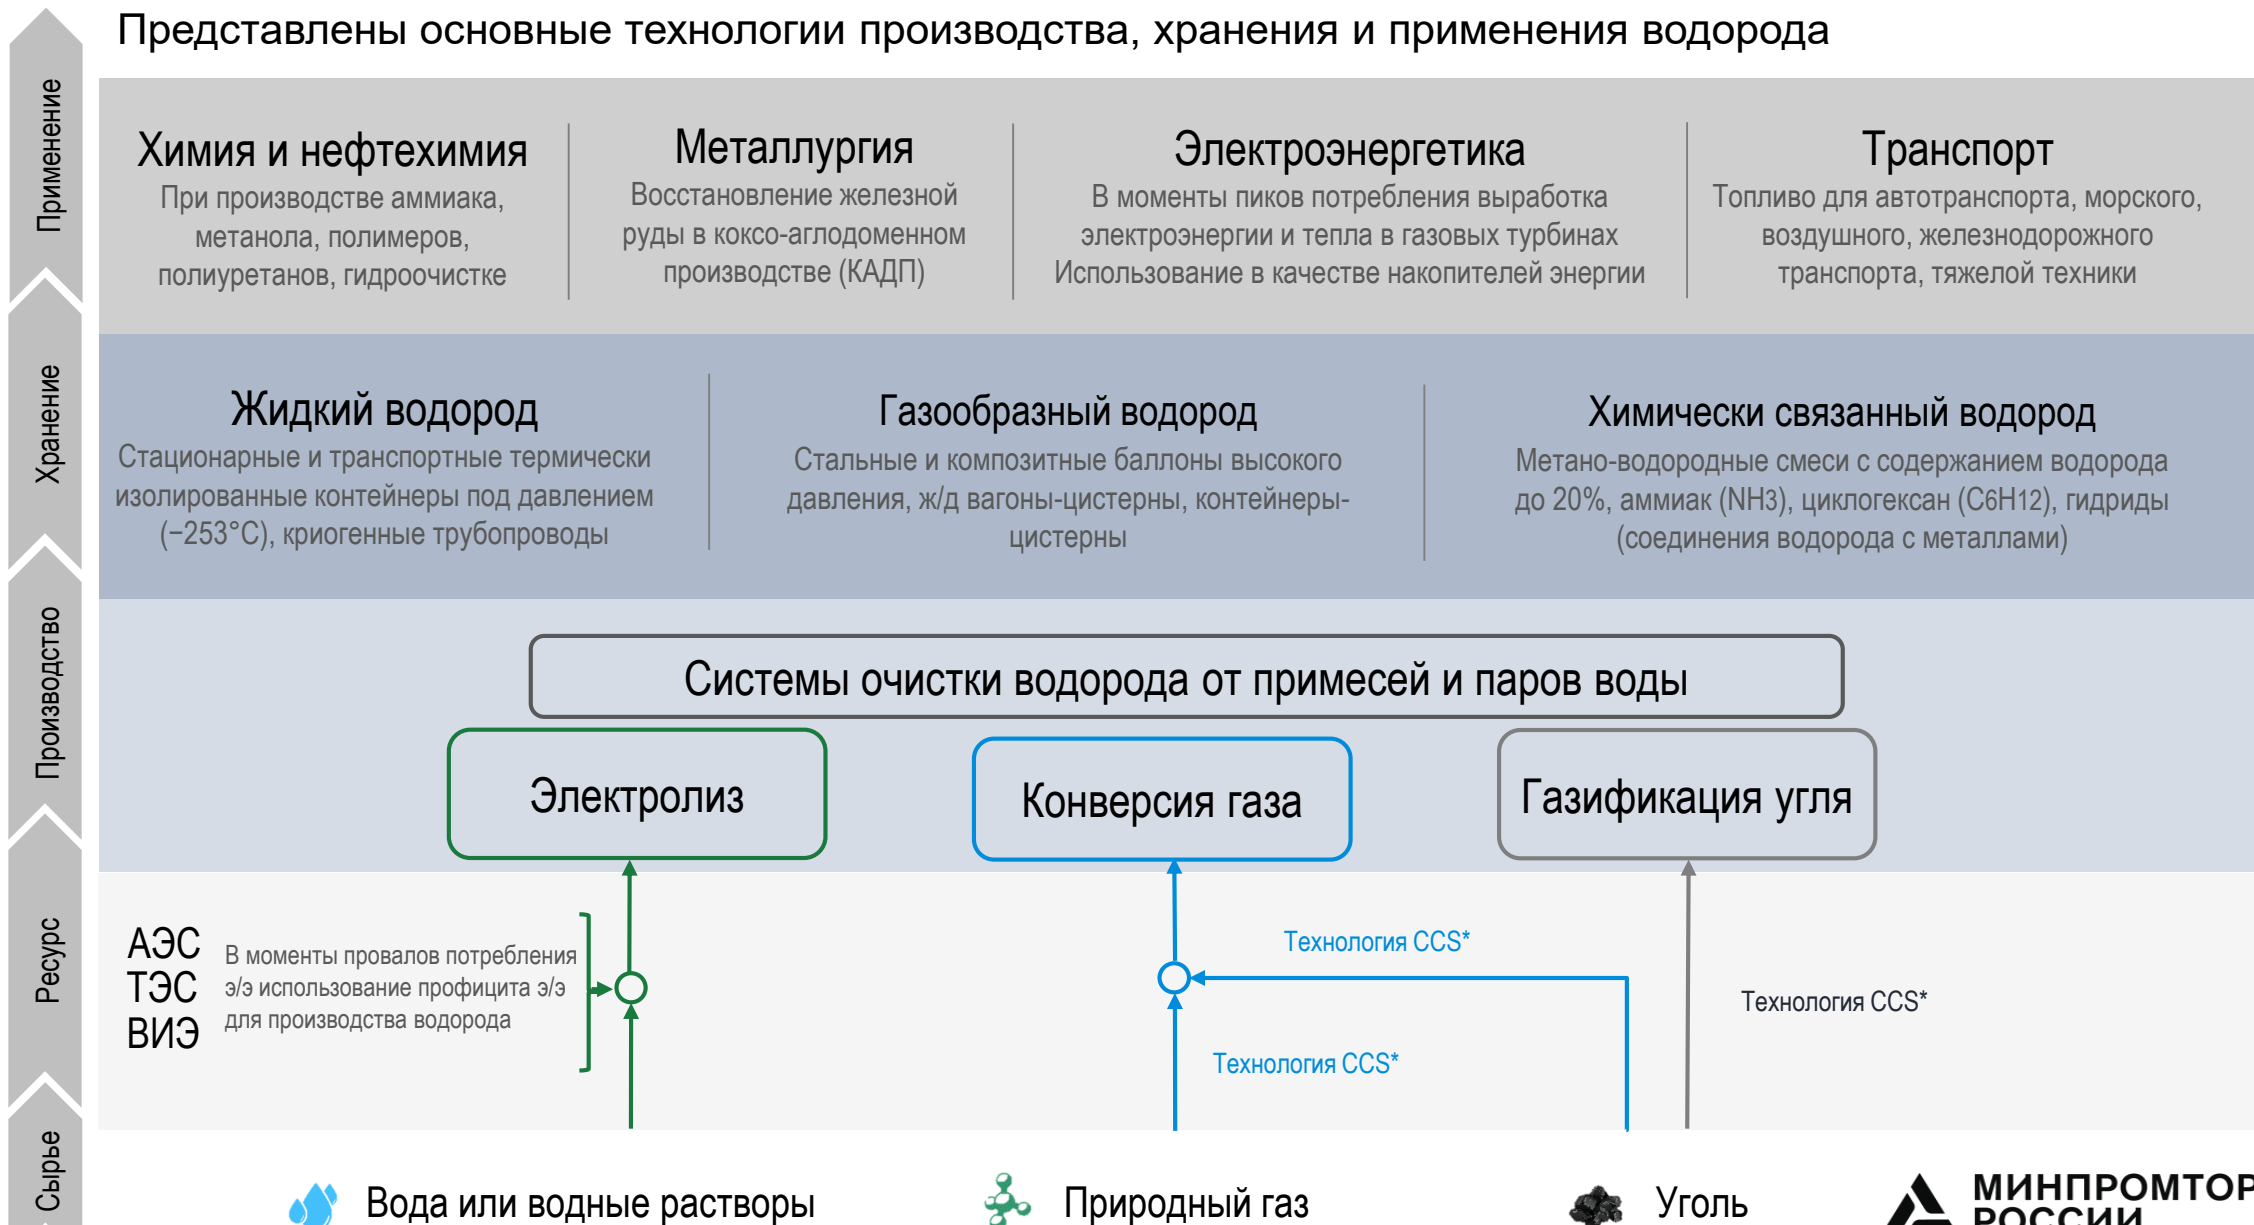 Представлены основные технологии производства, хранения и применения водорода
Применение
Химия и нефтехимия
При производстве аммиака,
метанола, полимеров,
полиуретанов, гидроочистке
Металлургия
Восстановление железной
руды в коксо-аглодоменном
производстве (КАДП)
Электроэнергетика
В моменты пиков потребления выработка
электроэнергии и тепла в газовых турбинах
Использование в качестве накопителей энергии
Транспорт
Топливо для автотранспорта, морского,
воздушного, железнодорожного
транспорта, тяжелой техники
Хранение
Жидкий водород
Стационарные и транспортные термически
изолированные контейнеры под давлением
(−253°С), криогенные трубопроводы
Газообразный водород
Стальные и композитные баллоны высокого
давления, ж/д вагоны-цистерны, контейнеры-
цистерны
Химически связанный водород
Метано-водородные смеси с содержанием водорода
до 20%, аммиак (NH3), циклогексан (C6H12), гидриды
(соединения водорода с металлами)
Производство
Системы очистки водорода от примесей и паров воды
Электролиз
Конверсия газа
Газификация угля
Ресурс
АЭС
ТЭС
ВИЭ
В моменты провалов потребления
э/э использование профицита э/э
для производства водорода
Технология CCS*
Технология CCS*
Технология CCS*
Сырье
Вода или водные растворы
Природный газ
Уголь
МИНПРОМТОР
РОССИИ